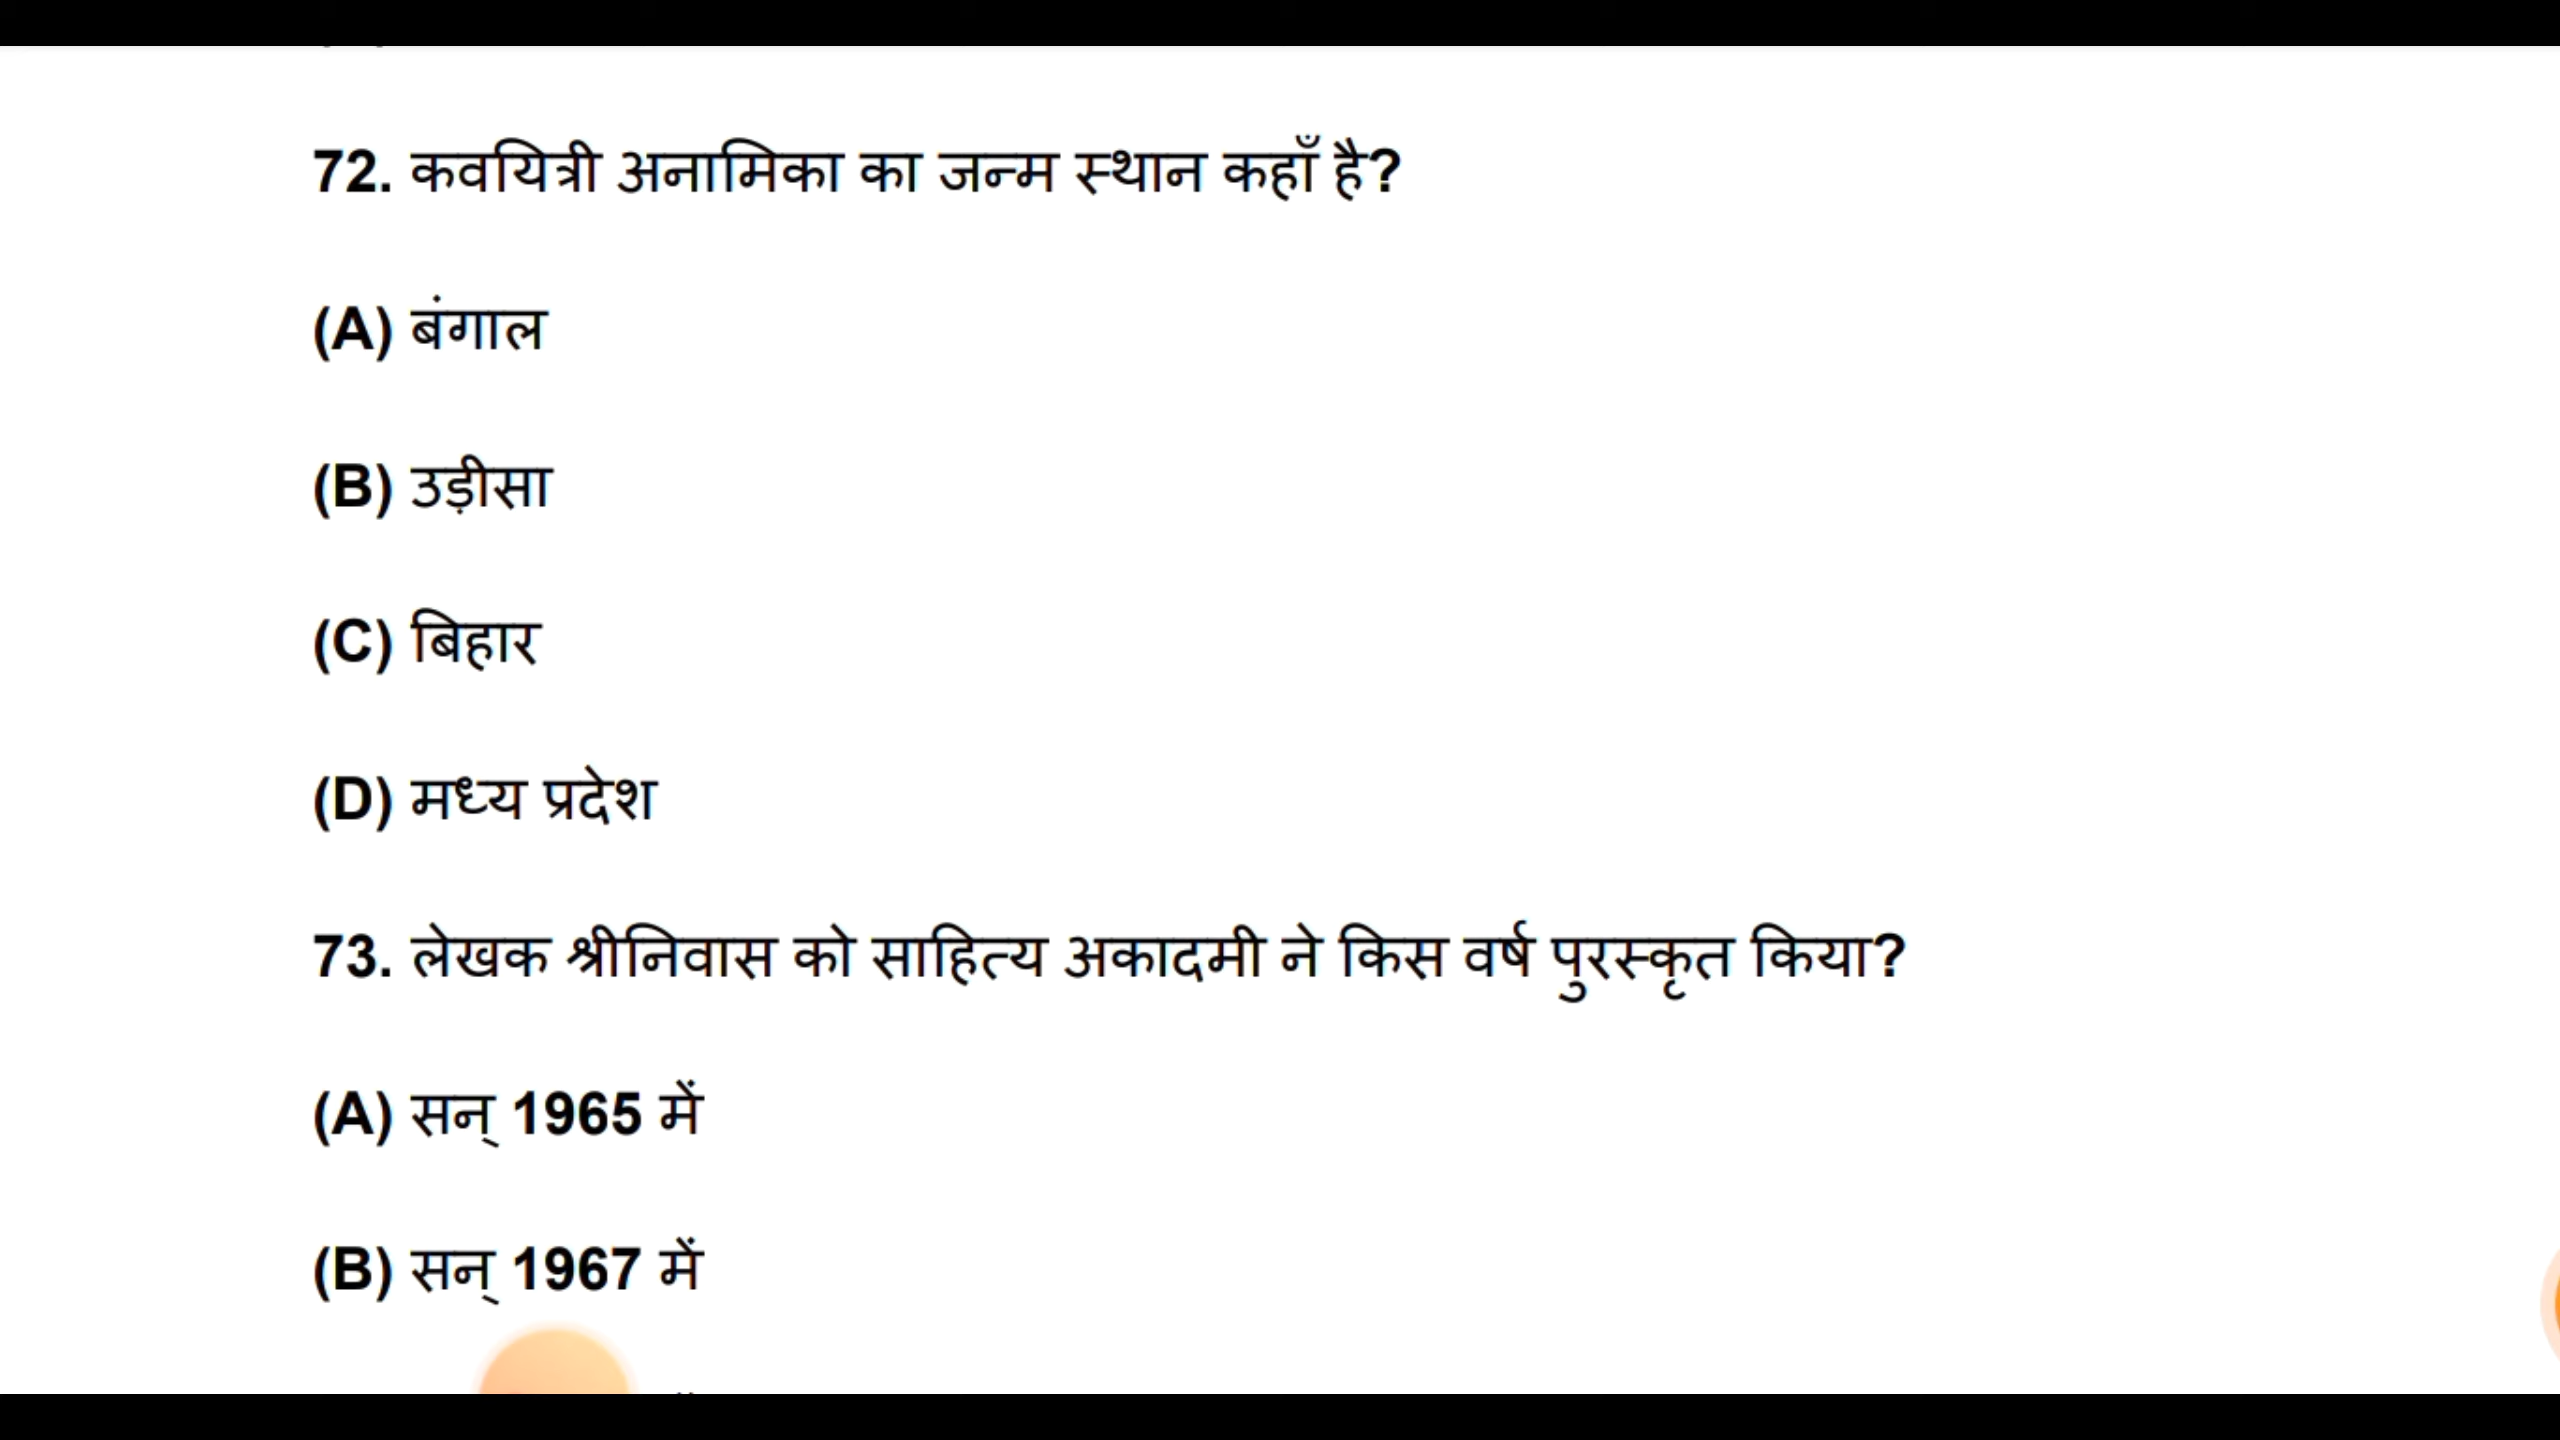 72. कवयित्री अनामिका का जन्म स्थान कहाँ है?
(A) बंगाल
(B) उड़ीसा
(C) बिहार
(D) मध्य प्रदेश
73. लेखक श्रीनिवास को साहित्य अकादमी ने किस वर्ष पुरस्कृत किया?
(A) सन् 1965 में
(B) सन् 1967 में